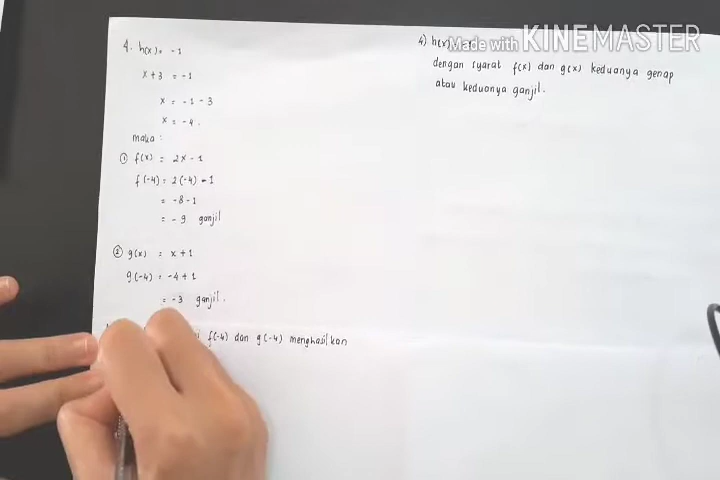 4. h(x) = -1
x + 3 = -1
x = -1 - 3
x = -4.
maka :
① f(x) = 2x - 1
f(-4) = 2(-4) - 1
= -8 - 1
= -9 ganjil
② g(x) = x + 1
g(-4) = -4 + 1
= -3 ganjil.
f(-4) dan g(-4) menghasilkan
4) h(x)
dengan syarat f(x) dan g(x) keduanya genap
atau keduanya ganjil.
Made with KINEMASTER